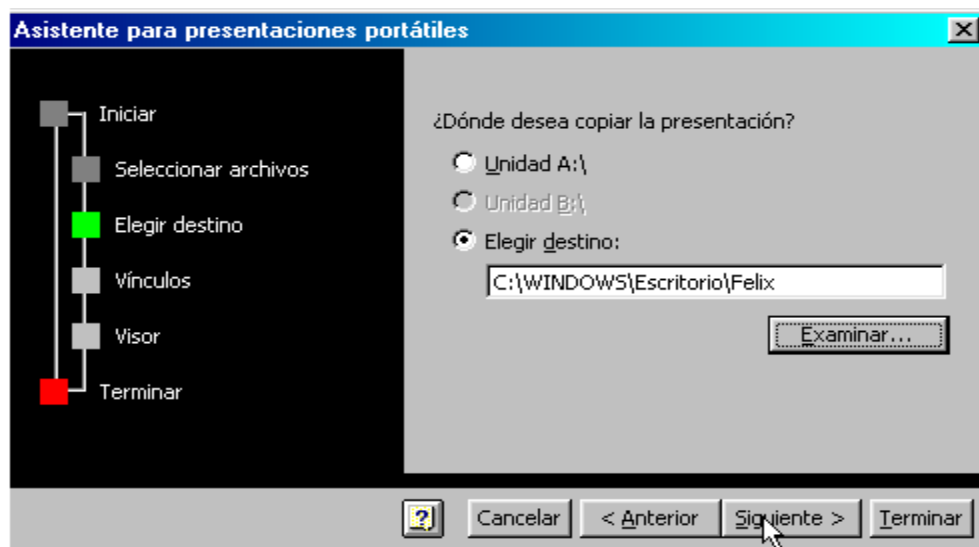 Asistente para presentaciones portátiles
Iniciar
Seleccionar archivos
Elegir destino
Vínculos
Visor
Terminar
¿Dónde desea copiar la presentación?
Unidad A:\
Unidad B:\
Elegir destino:
C:\WINDOWS\Escritorio\Felix
Examinar...
? Cancelar < Anterior Siguiente > Terminar